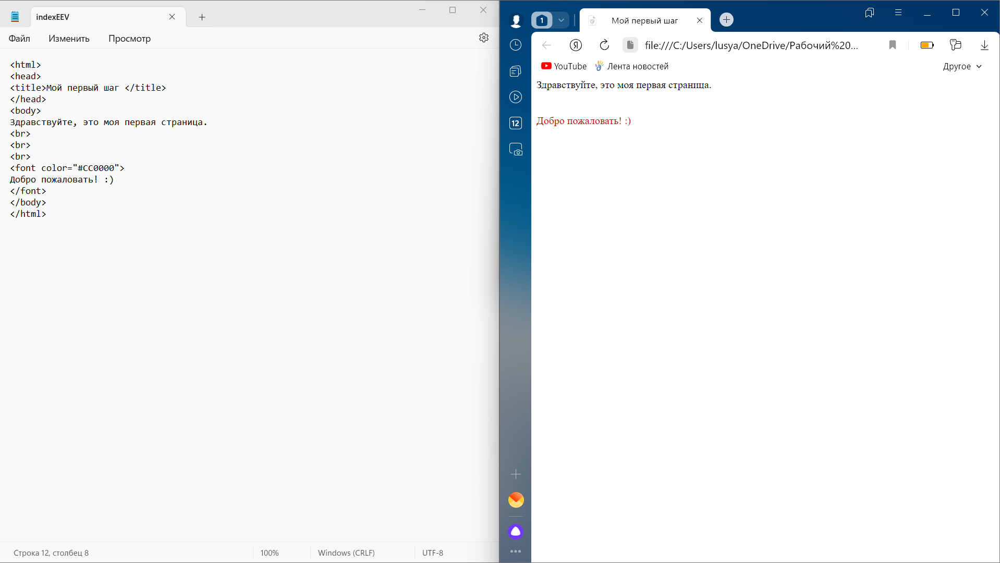 indexEEV
Файл Изменить Просмотр
<html>
<head>
<title>Мой первый шаг </title>
</head>
<body>
Здравствуйте, это моя первая страница.
<br>
<br>
<br>
<font color="#CC0000">
Добро пожаловать! :)
</font>
</body>
</html>
Строка 12, столбец 8 100% Windows (CRLF) UTF-8
1 Мой первый шаг
Я file:///C:/Users/lusya/OneDrive/Рабочий%20...
YouTube Лента новостей Другое
Здравствуйте, это моя первая страница.
Добро пожаловать! :)
12